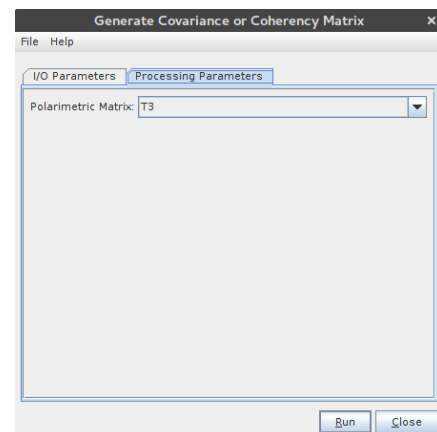 Generate Covariance or Coherency Matrix ×
File Help
I/O Parameters Processing Parameters
Polarimetric Matrix: T3
Run Close